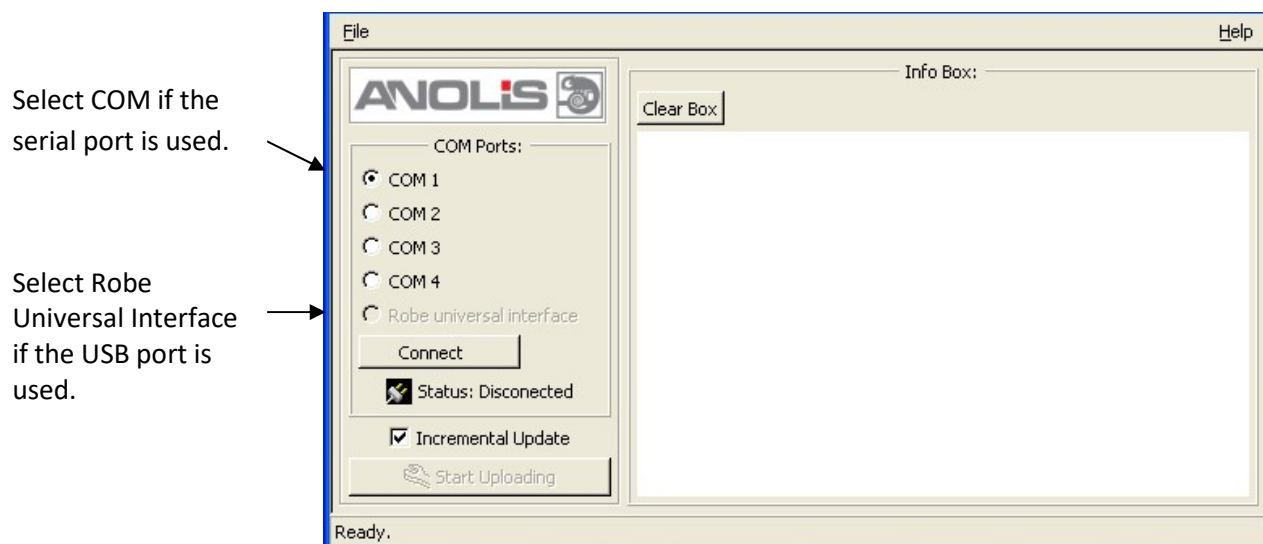 Select COM if the
serial port is used.
Select Robe
Universal Interface
if the USB port is
used.
File
Help
ANOLiS
COM Ports:
COM 1
COM 2
COM 3
COM 4
Robe universal interface
Connect
Status: Disconected
Incremental Update
Start Uploading
Info Box:
Clear Box
Ready.